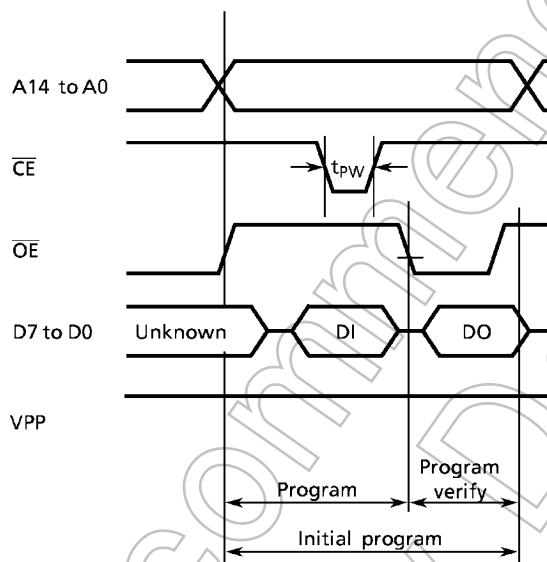 A14 to A0
CE
tPW
OE
D7 to D0
Unknown
DI
DO
VPP
Program
Program
verify
Initial program